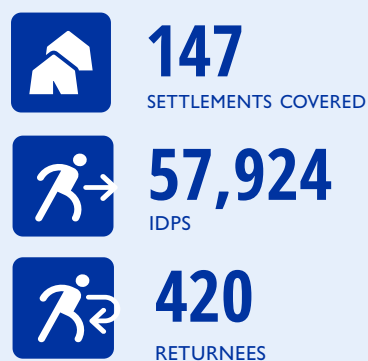 147
SETTLEMENTS COVERED
57,924
IDPS
420
RETURNEES